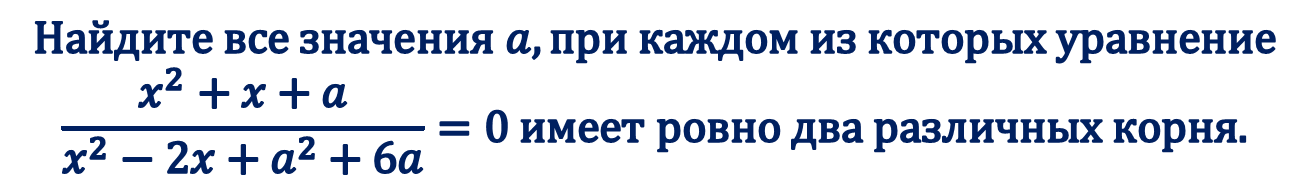 Найдите все значения a, при каждом из которых уравнение
x² + x + a
x² − 2x + a² + 6a
= 0 имеет ровно два различных корня.